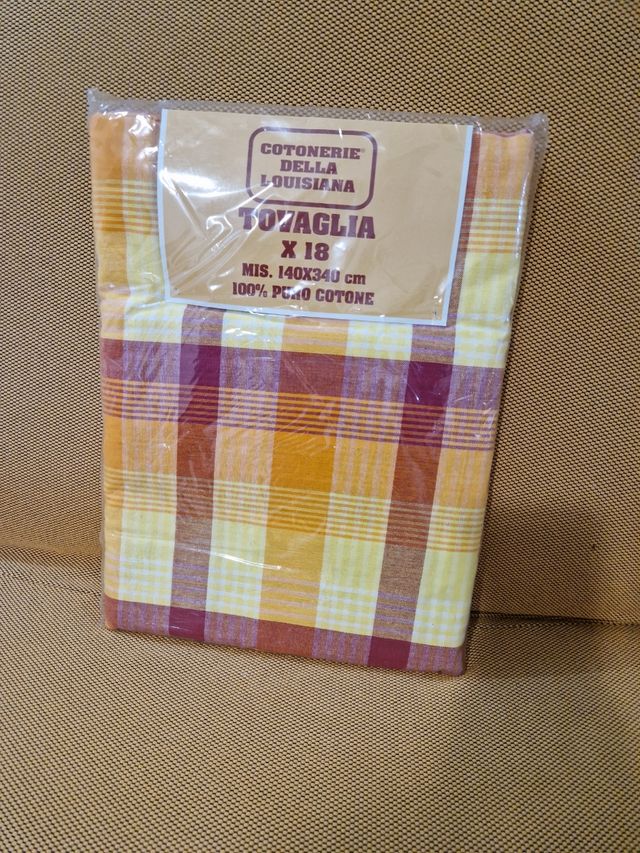 COTONERIE®
DELLA
LOUISIANA
TOVAGLIA
X 18
MIS. 140X340 cm
100% PURO COTONE